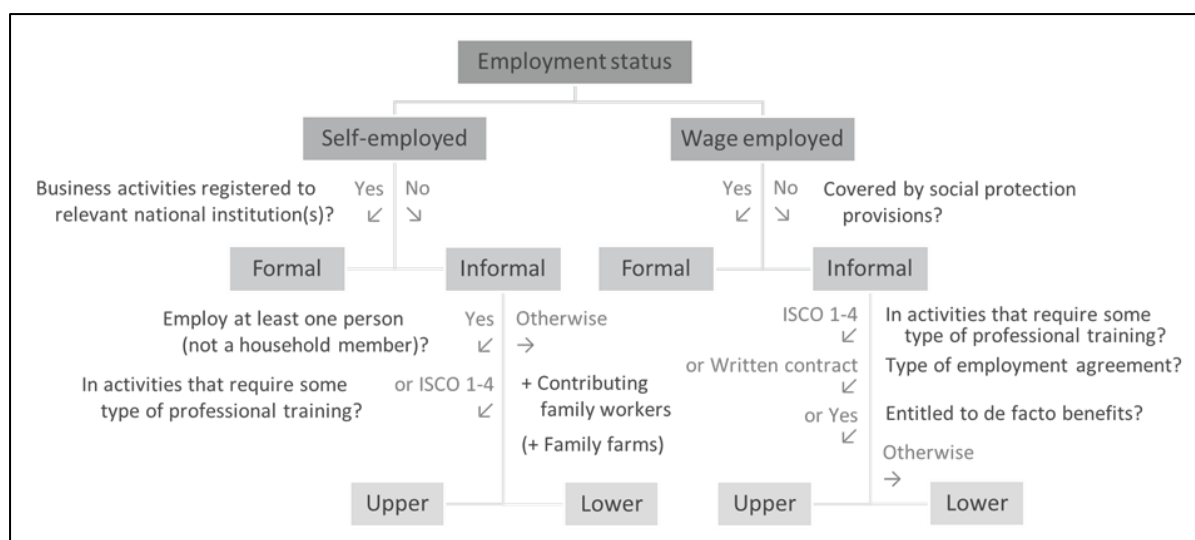 Employment status
Self-employed
Wage employed
Business activities registered to
relevant national institution(s)?
Yes
No
Yes
No
Covered by social protection
provisions?
Formal
Informal
Formal
Informal
Employ at least one person
(not a household member)?
Yes
Otherwise
In activities that require some
type of professional training?
or ISCO 1-4
+ Contributing
family workers
(+ Family farms)
ISCO 1-4
In activities that require some
type of professional training?
or Written contract
Type of employment agreement?
or Yes
Entitled to de facto benefits?
Otherwise
Upper
Lower
Upper
Lower